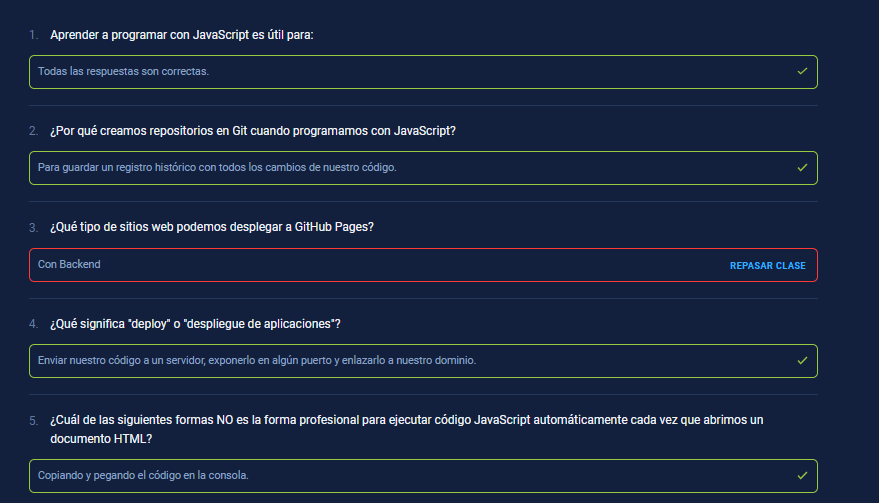 1. Aprender a programar con JavaScript es útil para:
Todas las respuestas son correctas.
2. ¿Por qué creamos repositorios en Git cuando programamos con JavaScript?
Para guardar un registro histórico con todos los cambios de nuestro código.
3. ¿Qué tipo de sitios web podemos desplegar a GitHub Pages?
Con Backend REPASAR CLASE
4. ¿Qué significa "deploy" o "despliegue de aplicaciones"?
Enviar nuestro código a un servidor, exponerlo en algún puerto y enlazarlo a nuestro dominio.
5. ¿Cuál de las siguientes formas NO es la forma profesional para ejecutar código JavaScript automáticamente cada vez que abrimos un
documento HTML?
Copiando y pegando el código en la consola.